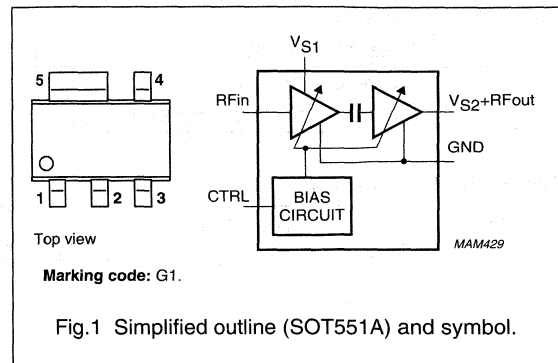 5 4
1 2 3
Top view
Marking code: G1.
VS1
RFin
VS2+RFout
GND
CTRL
BIAS
CIRCUIT
MAM429
Fig.1 Simplified outline (SOT551A) and symbol.